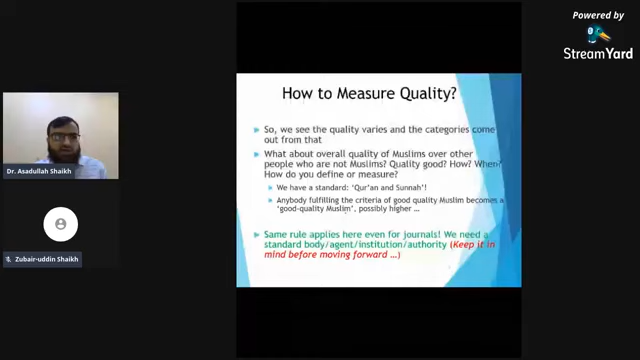 Powered by
StreamYard
How to Measure Quality?
So, we see the quality varies and the categories come
out from that
What about overall quality of Muslims over other
people who are not Muslims? Quality good? How? When?
How do you define or measure?
We have a standard: 'Qur'an and Sunnah'!
Anybody fulfilling the criteria of good quality Muslim becomes a
'good-quality Muslim', possibly higher ...
Same rule applies here even for journals! We need a
standard body/agent/institution/authority (Keep it in
mind before moving forward ...)
Dr. Asadullah Shaikh
Zubair-uddin Shaikh